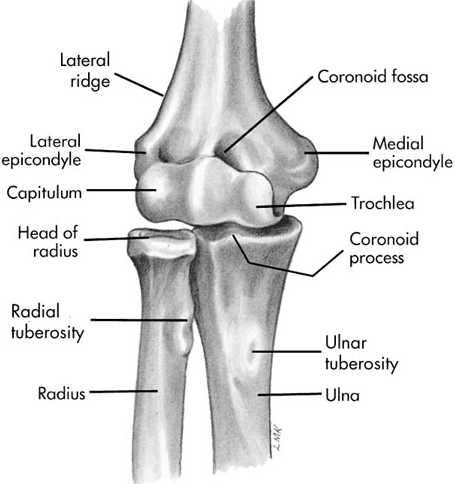 Lateral
ridge
Coronoid fossa
Lateral
epicondyle
Medial
epicondyle
Capitulum
Trochlea
Head of
radius
Coronoid
process
Radial
tuberosity
Ulnar
tuberosity
Radius
Ulna
LMK